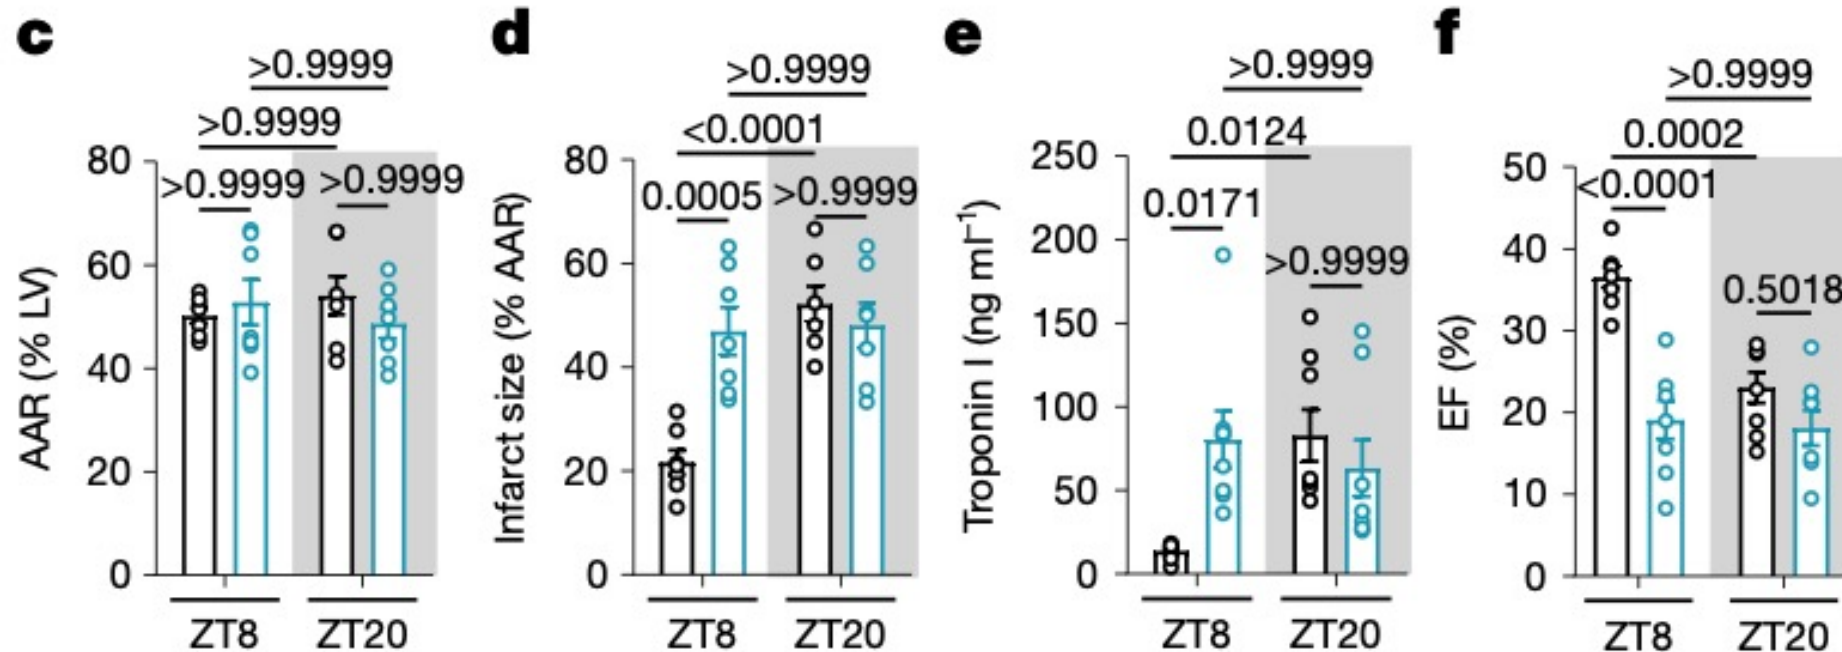 c
>0.9999
>0.9999
>0.9999
>0.9999
AAR (% LV)
80
60
40
20
0
ZT8
ZT20
d
>0.9999
<0.0001
0.0005
>0.9999
Infarct size (% AAR)
80
60
40
20
0
ZT8
ZT20
e
>0.9999
0.0124
0.0171
>0.9999
Troponin I (ng ml⁻¹)
250
200
150
100
50
0
ZT8
ZT20
f
>0.9999
0.0002
<0.0001
0.5018
EF (%)
50
40
30
20
10
0
ZT8
ZT20